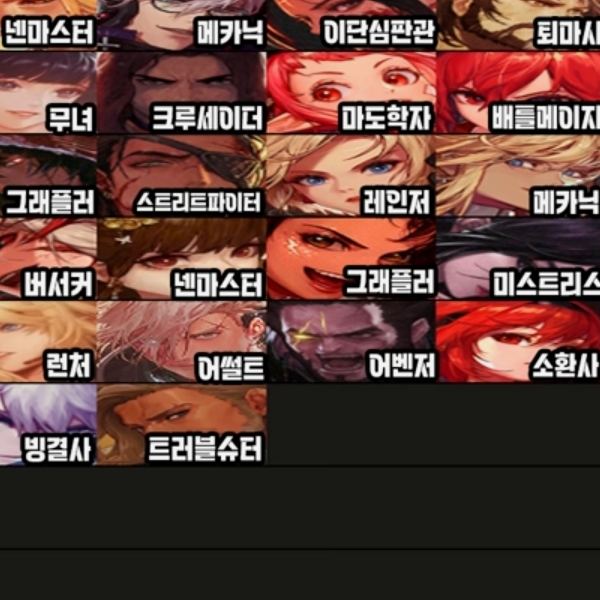 넨마스터
메카닉
이단심판관
퇴마사
무녀
크루세이더
마도학자
배틀메이지
그래플러
스트리트파이터
레인저
메카닉
버서커
넨마스터
그래플러
미스트리스
런처
어썰트
어벤저
소환사
빙결사
트러블슈터